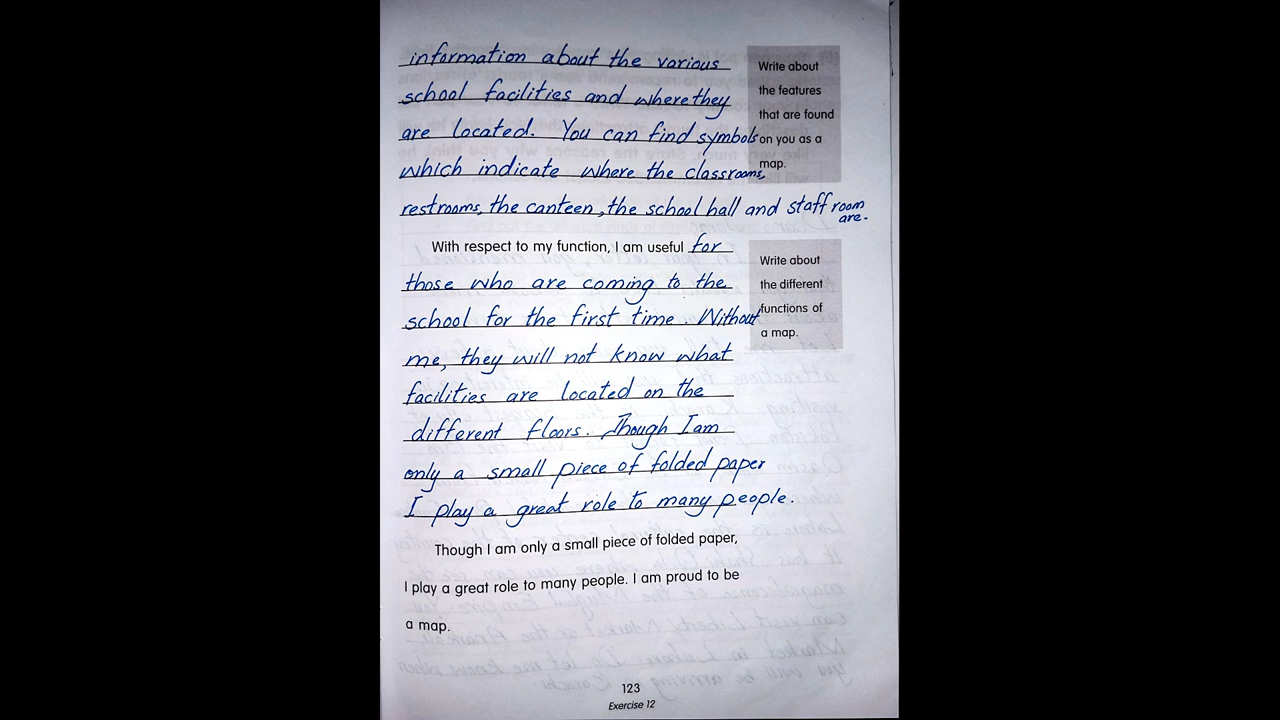 information about the various
school facilities and where they
are located. You can find symbols
which indicate where the classrooms,
restrooms, the canteen, the school hall and staff room
are.
Write about
the features
that are found
on you as a
map.
With respect to my function, I am useful for
those who are coming to the
school for the first time. Without
me, they will not know what
facilities are located on the
different floors. Though I am
only a small piece of folded paper
I play a great role to many people.
Write about
the different
functions of
a map.
Though I am only a small piece of folded paper,
I play a great role to many people. I am proud to be
a map.
123
Exercise 12